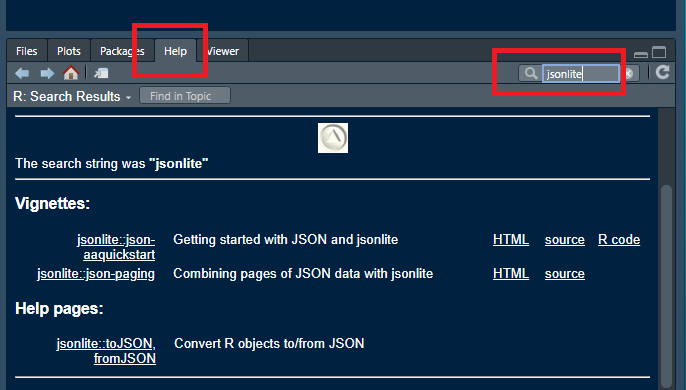 Files Plots Packages Help Viewer
jsonlite
R: Search Results Find in Topic
The search string was "jsonlite"
Vignettes:
jsonlite::json-aaquickstart Getting started with JSON and jsonlite HTML source R code
jsonlite::json-paging Combining pages of JSON data with jsonlite HTML source
Help pages:
jsonlite::toJSON, Convert R objects to/from JSON
fromJSON